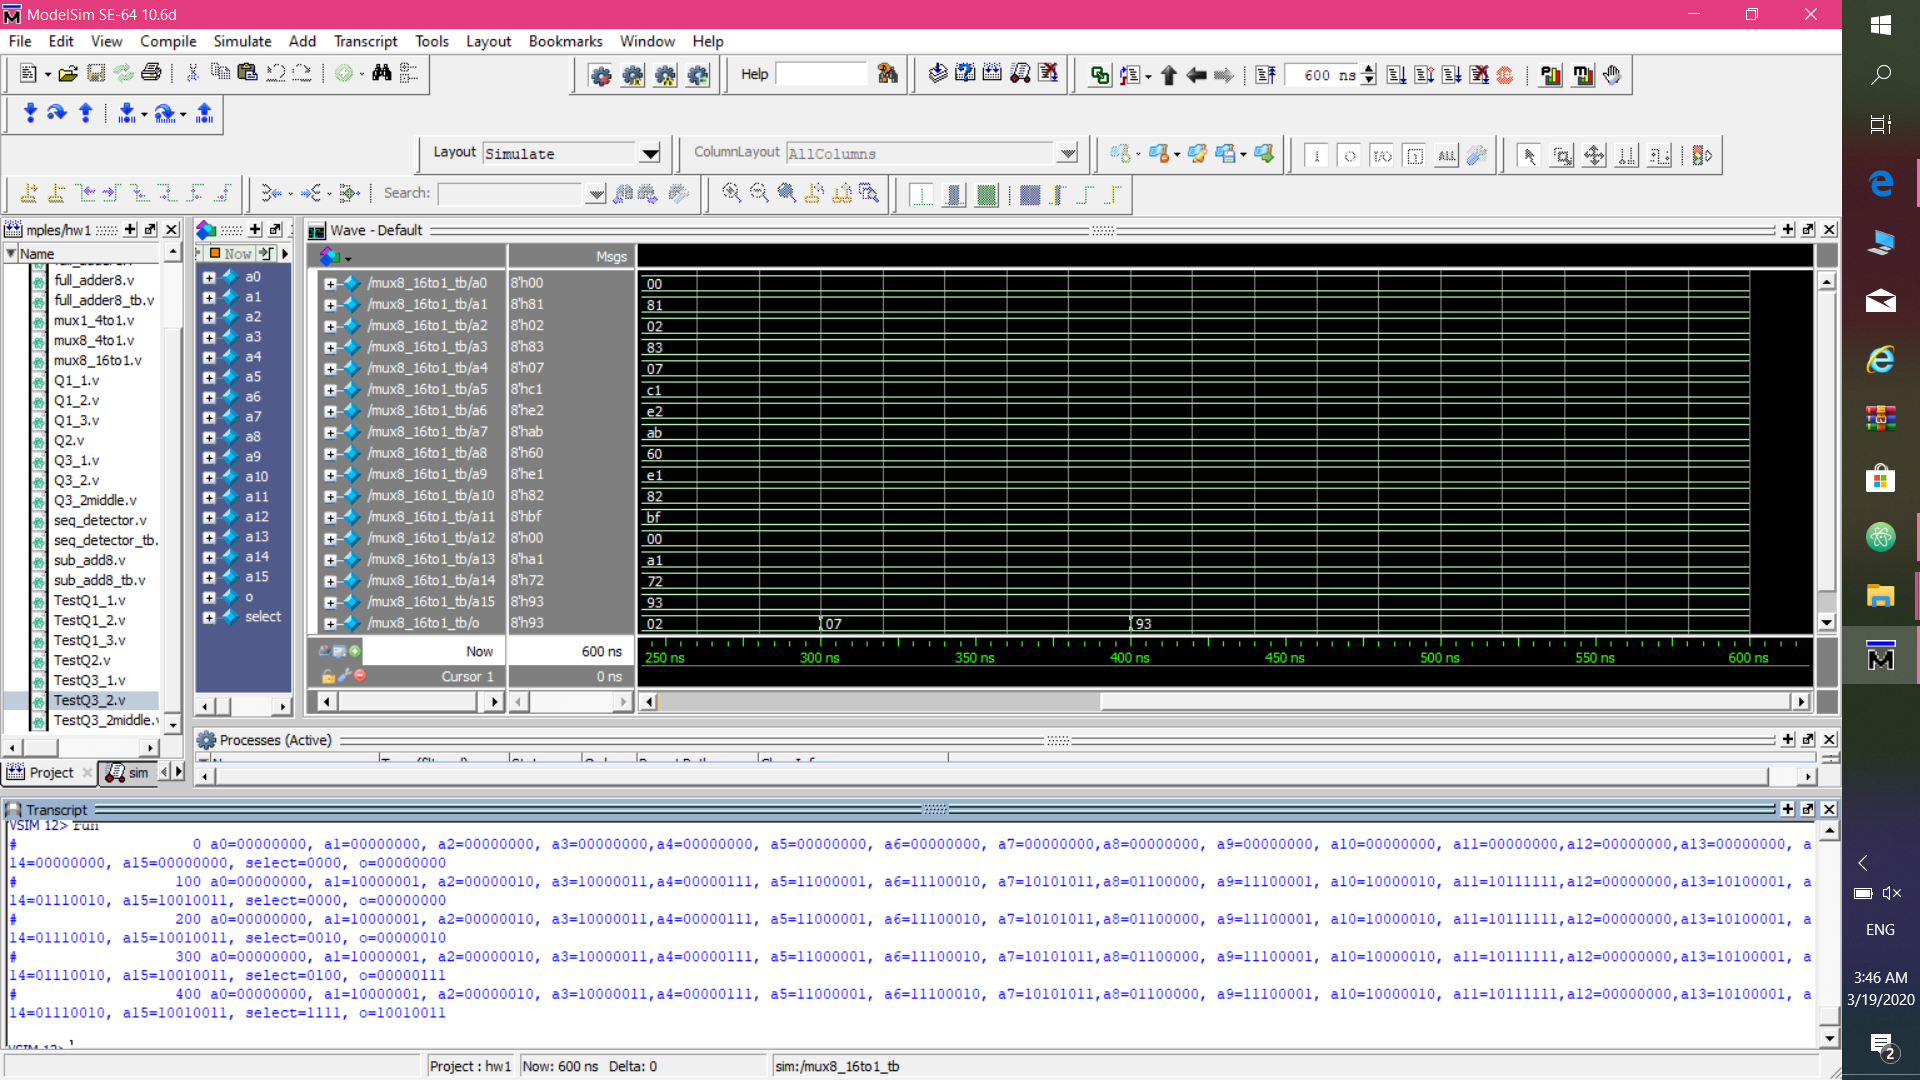 ModelSim SE-64 10.6d
File Edit View Compile Simulate Add Transcript Tools Layout Bookmarks Window Help
Help
600 ns
Layout Simulate
ColumnLayout AllColumns
ALL
Search:
mples/hw1
Name
full_adder8.v
full_adder8_tb.v
mux1_4to1.v
mux8_4to1.v
mux8_16to1.v
Q1_1.v
Q1_2.v
Q1_3.v
Q2.v
Q3_1.v
Q3_2.v
Q3_2middle.v
seq_detector.v
seq_detector_tb.
sub_add8.v
sub_add8_tb.v
TestQ1_1.v
TestQ1_2.v
TestQ1_3.v
TestQ2.v
TestQ3_1.v
TestQ3_2.v
TestQ3_2middle.v
Project
sim
Now
a0
a1
a2
a3
a4
a5
a6
a7
a8
a9
a10
a11
a12
a13
a14
a15
o
select
Wave - Default
Msgs
/mux8_16to1_tb/a0 8'h00 00
/mux8_16to1_tb/a1 8'h81 81
/mux8_16to1_tb/a2 8'h02 02
/mux8_16to1_tb/a3 8'h83 83
/mux8_16to1_tb/a4 8'h07 07
/mux8_16to1_tb/a5 8'hc1 c1
/mux8_16to1_tb/a6 8'he2 e2
/mux8_16to1_tb/a7 8'hab ab
/mux8_16to1_tb/a8 8'h60 60
/mux8_16to1_tb/a9 8'he1 e1
/mux8_16to1_tb/a10 8'h82 82
/mux8_16to1_tb/a11 8'hbf bf
/mux8_16to1_tb/a12 8'h00 00
/mux8_16to1_tb/a13 8'ha1 a1
/mux8_16to1_tb/a14 8'h72 72
/mux8_16to1_tb/a15 8'h93 93
/mux8_16to1_tb/o 8'h93 02 07 93
Now 600 ns
250 ns 300 ns 350 ns 400 ns 450 ns 500 ns 550 ns 600 ns
Cursor 1 0 ns
Processes (Active)
Transcript
VSIM 12> run
# 0 a0=00000000, a1=00000000, a2=00000000, a3=00000000,a4=00000000, a5=00000000, a6=00000000, a7=00000000,a8=00000000, a9=00000000, a10=00000000, a11=00000000,a12=00000000,a13=00000000, a
14=00000000, a15=00000000, select=0000, o=00000000
# 100 a0=00000000, a1=10000001, a2=00000010, a3=10000011,a4=00000111, a5=11000001, a6=11100010, a7=10101011,a8=01100000, a9=11100001, a10=10000010, a11=10111111,a12=00000000,a13=10100001, a
14=01110010, a15=10010011, select=0000, o=00000000
# 200 a0=00000000, a1=10000001, a2=00000010, a3=10000011,a4=00000111, a5=11000001, a6=11100010, a7=10101011,a8=01100000, a9=11100001, a10=10000010, a11=10111111,a12=00000000,a13=10100001, a
14=01110010, a15=10010011, select=0010, o=00000010
# 300 a0=00000000, a1=10000001, a2=00000010, a3=10000011,a4=00000111, a5=11000001, a6=11100010, a7=10101011,a8=01100000, a9=11100001, a10=10000010, a11=10111111,a12=00000000,a13=10100001, a
14=01110010, a15=10010011, select=0100, o=00000111
# 400 a0=00000000, a1=10000001, a2=00000010, a3=10000011,a4=00000111, a5=11000001, a6=11100010, a7=10101011,a8=01100000, a9=11100001, a10=10000010, a11=10111111,a12=00000000,a13=10100001, a
14=01110010, a15=10010011, select=1111, o=10010011
Project : hw1 Now: 600 ns Delta: 0 sim:/mux8_16to1_tb
ENG
3:46 AM
3/19/2020
2